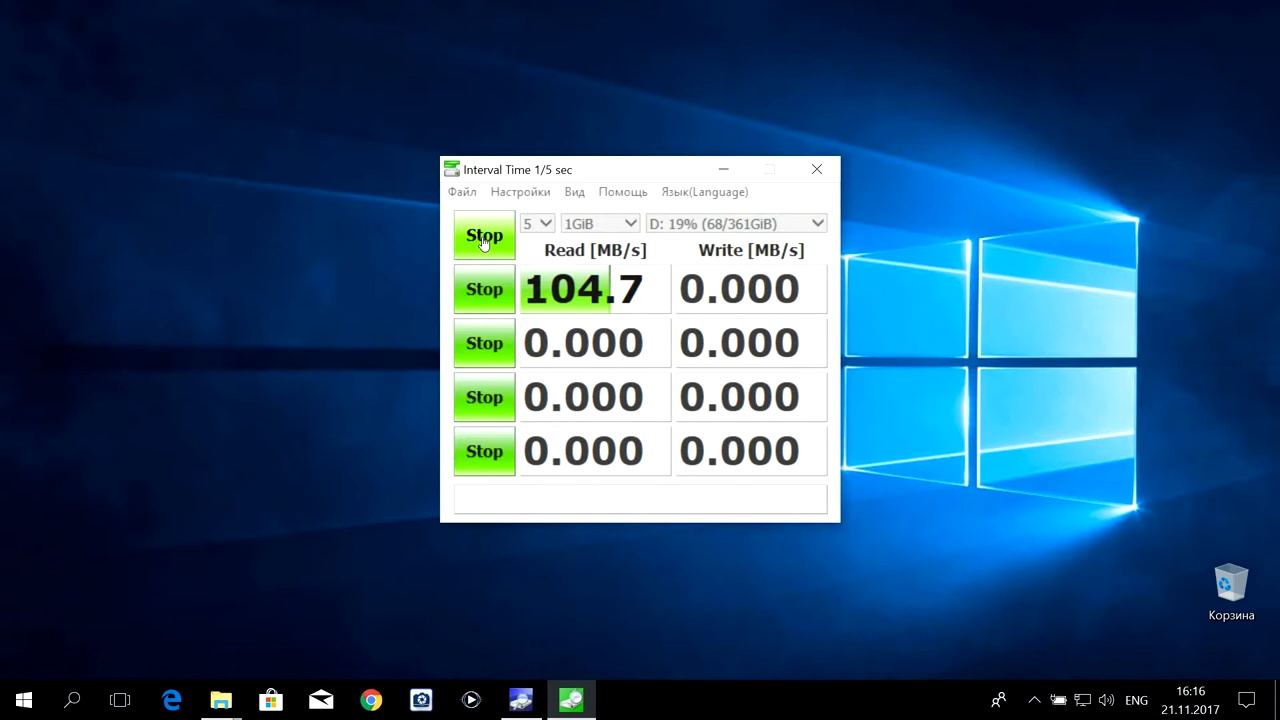 Interval Time 1/5 sec
Файл Настройки Вид Помощь Язык(Language)
Stop 5 1GiB D: 19% (68/361GiB)
Read [MB/s] Write [MB/s]
Stop 104.7 0.000
Stop 0.000 0.000
Stop 0.000 0.000
Stop 0.000 0.000
Корзина
ENG 16:16
21.11.2017